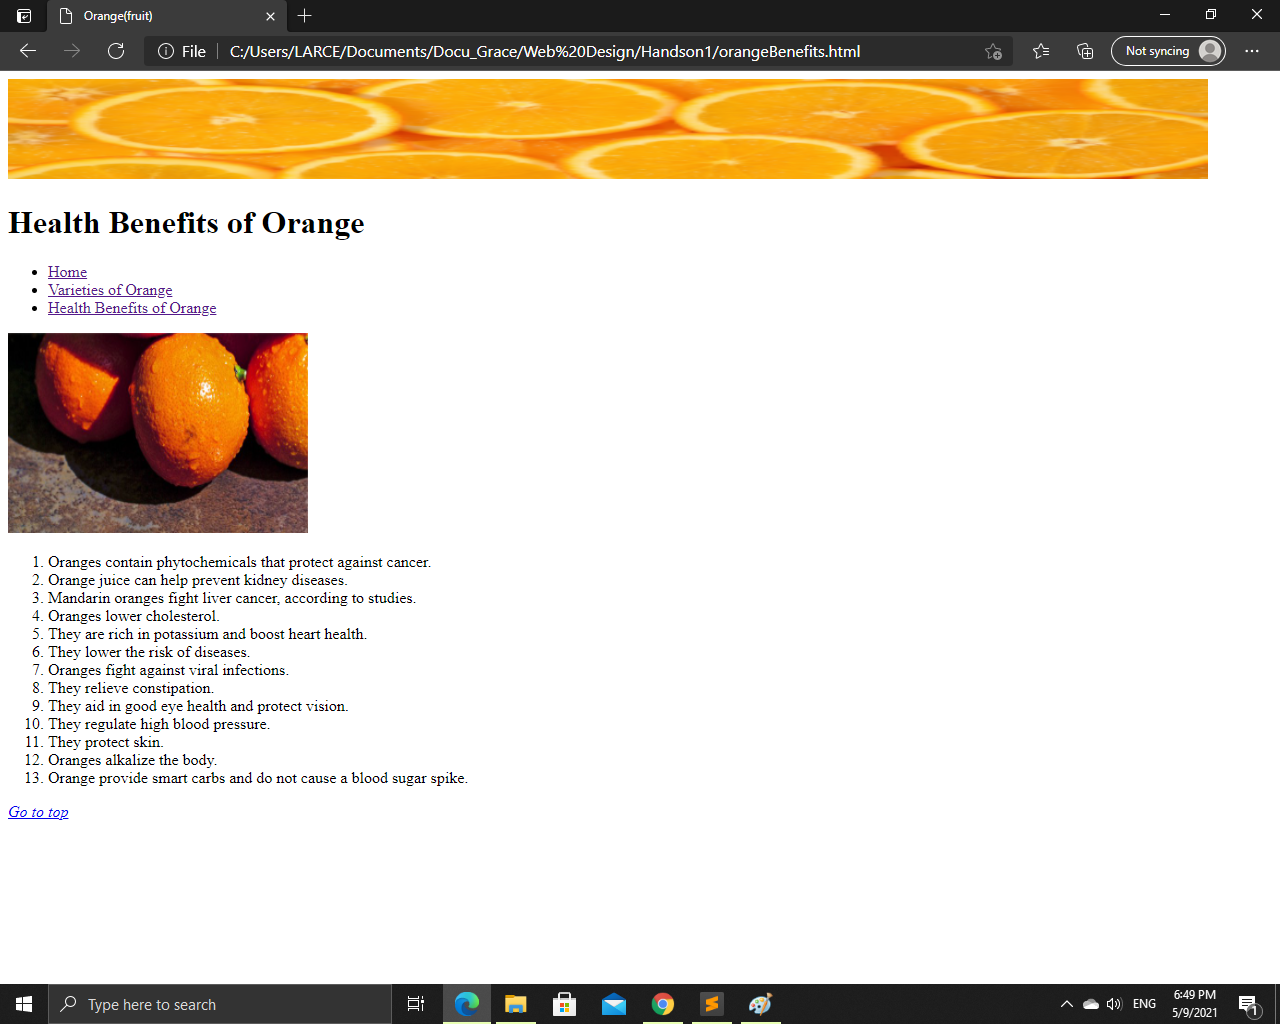 Orange(fruit)
File
C:/Users/LARCE/Documents/Docu_Grace/Web%20Design/Handson1/orangeBenefits.html
Not syncing
Health Benefits of Orange
Home
Varieties of Orange
Health Benefits of Orange
1. Oranges contain phytochemicals that protect against cancer.
2. Orange juice can help prevent kidney diseases.
3. Mandarin oranges fight liver cancer, according to studies.
4. Oranges lower cholesterol.
5. They are rich in potassium and boost heart health.
6. They lower the risk of diseases.
7. Oranges fight against viral infections.
8. They relieve constipation.
9. They aid in good eye health and protect vision.
10. They regulate high blood pressure.
11. They protect skin.
12. Oranges alkalize the body.
13. Orange provide smart carbs and do not cause a blood sugar spike.
Go to top
Type here to search
ENG
6:49 PM
5/9/2021
1